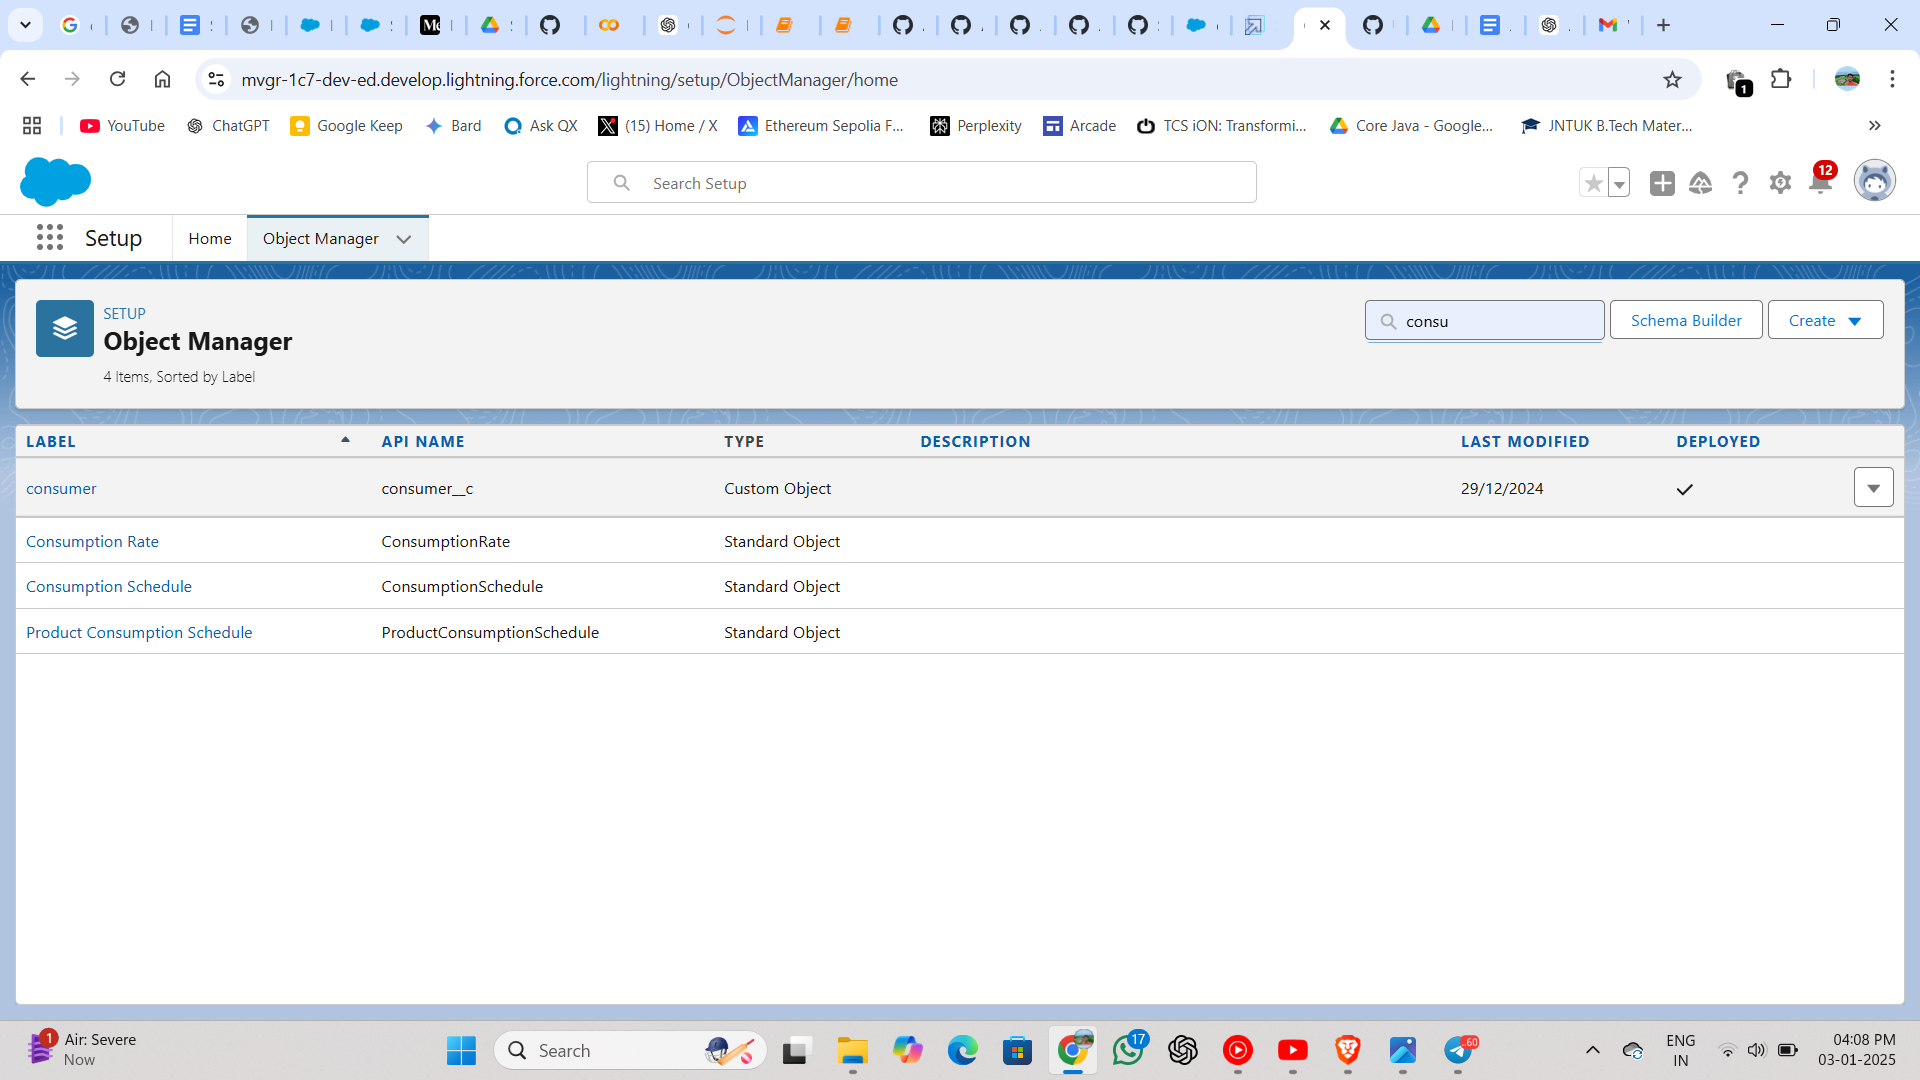 mvgr-1c7-dev-ed.develop.lightning.force.com/lightning/setup/ObjectManager/home
1
YouTube ChatGPT Google Keep Bard Ask QX (15) Home / X Ethereum Sepolia F... Perplexity Arcade TCS iON: Transformi... Core Java - Google... JNTUK B.Tech Mater...
Search Setup
12
Setup Home Object Manager
SETUP
Object Manager
4 Items, Sorted by Label
consu
Schema Builder
Create
LABEL API NAME TYPE DESCRIPTION LAST MODIFIED DEPLOYED
consumer consumer__c Custom Object 29/12/2024
Consumption Rate ConsumptionRate Standard Object
Consumption Schedule ConsumptionSchedule Standard Object
Product Consumption Schedule ProductConsumptionSchedule Standard Object
1
Air: Severe
Now
Search
17
60
ENG
IN
04:08 PM
03-01-2025